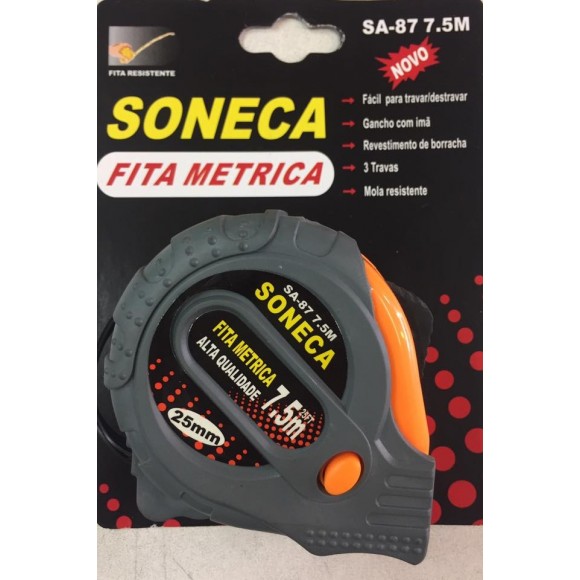 SA-87 7.5M
NOVO
FITA RESISTENTE
SONECA
FITA METRICA
Fácil para travar/destravar
Gancho com imã
Revestimento de borracha
3 Travas
Mola resistente
SA-87 7.5M
SONECA
FITA METRICA
ALTA QUALIDADE
7,5m
25FT
25mm